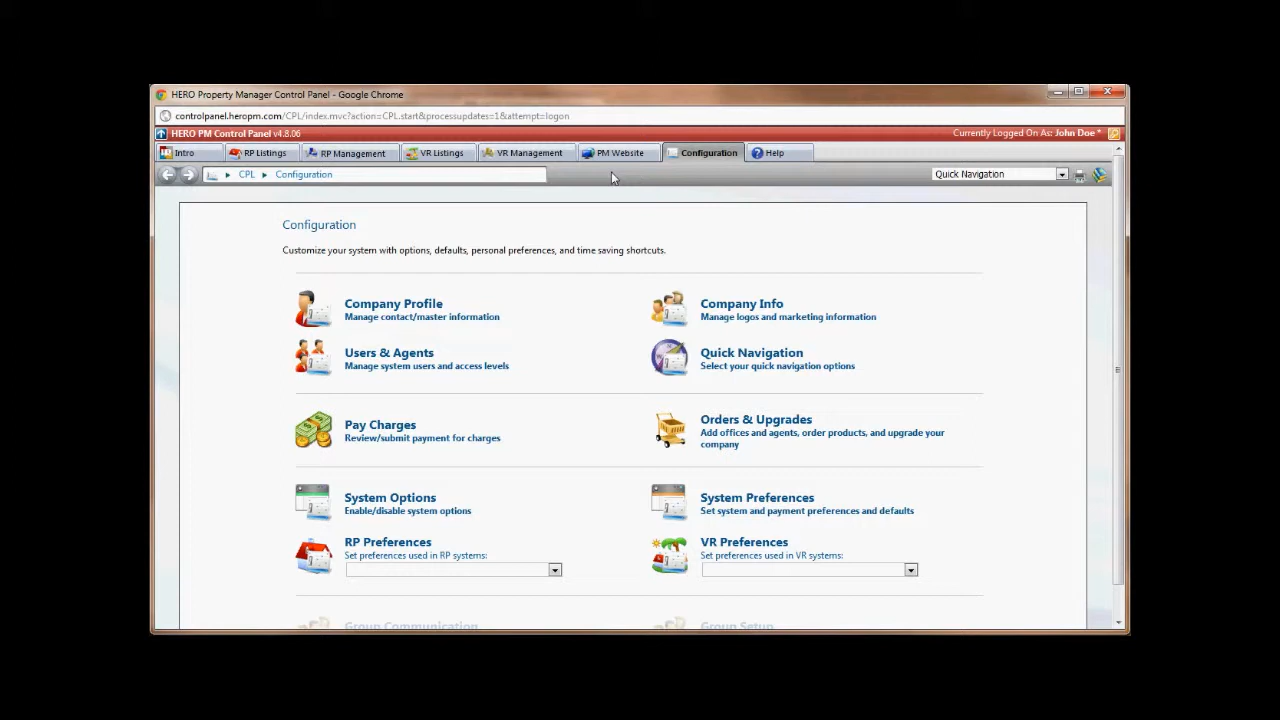 HERO Property Manager Control Panel - Google Chrome
controlpanel.heropm.com/CPL/index.mvc?action=CPL.start&processupdates=1&attempt=logon
HERO PM Control Panel v4.8.06
Currently Logged On As: John Doe *
Intro
RP Listings
RP Management
VR Listings
VR Management
PM Website
Configuration
Help
CPL
Configuration
Quick Navigation
Configuration
Customize your system with options, defaults, personal preferences, and time saving shortcuts.
Company Profile
Manage contact/master information
Company Info
Manage logos and marketing information
Users & Agents
Manage system users and access levels
Quick Navigation
Select your quick navigation options
Pay Charges
Review/submit payment for charges
Orders & Upgrades
Add offices and agents, order products, and upgrade your
company
System Options
Enable/disable system options
System Preferences
Set system and payment preferences and defaults
RP Preferences
Set preferences used in RP systems:
VR Preferences
Set preferences used in VR systems:
Group Communication
Group Setup